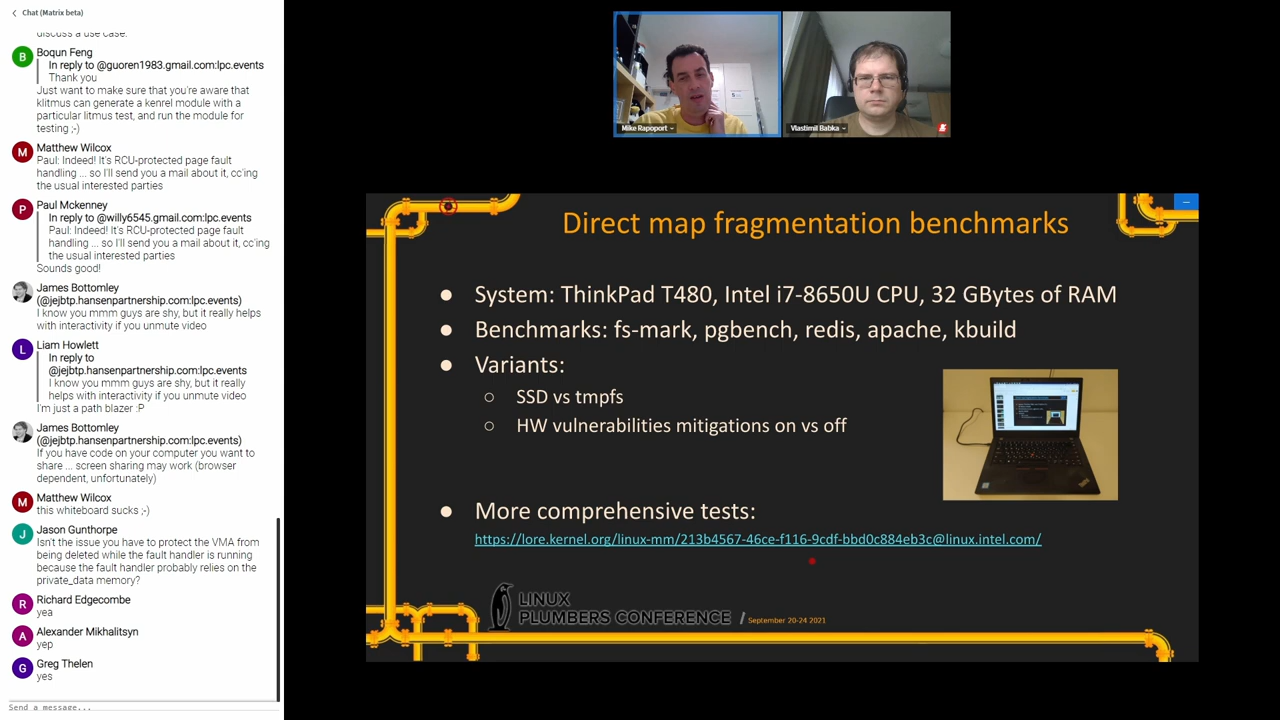 Chat (Matrix beta)
discuss a use case.
B
Boqun Feng
In reply to @guoren1983.gmail.com:lpc.events
Thank you
Just want to make sure that you're aware that
klitmus can generate a kenrel module with a
particular litmus test, and run the module for
testing ;-)
M
Matthew Wilcox
Paul: Indeed! It's RCU-protected page fault
handling ... so I'll send you a mail about it, cc'ing
the usual interested parties
P
Paul Mckenney
In reply to @willy6545.gmail.com:lpc.events
Paul: Indeed! It's RCU-protected page fault
handling ... so I'll send you a mail about it, cc'ing
the usual interested parties
Sounds good!
James Bottomley
(@jejbtp.hansenpartnership.com:lpc.events)
I know you mmm guys are shy, but it really helps
with interactivity if you unmute video
L
Liam Howlett
In reply to
@jejbtp.hansenpartnership.com:lpc.events
I know you mmm guys are shy, but it really
helps with interactivity if you unmute video
I'm just a path blazer :P
James Bottomley
(@jejbtp.hansenpartnership.com:lpc.events)
If you have code on your computer you want to
share ... screen sharing may work (browser
dependent, unfortunately)
M
Matthew Wilcox
this whiteboard sucks ;-)
J
Jason Gunthorpe
Isn't the issue you have to protect the VMA from
being deleted while the fault handler is running
because the fault handler probably relies on the
private_data memory?
R
Richard Edgecombe
yea
A
Alexander Mikhalitsyn
yep
G
Greg Thelen
yes
Send a message...
Mike Rapoport
Vlastimil Babka
Direct map fragmentation benchmarks
● System: ThinkPad T480, Intel i7-8650U CPU, 32 GBytes of RAM
● Benchmarks: fs-mark, pgbench, redis, apache, kbuild
● Variants:
○ SSD vs tmpfs
○ HW vulnerabilities mitigations on vs off
● More comprehensive tests:
https://lore.kernel.org/linux-mm/213b4567-46ce-f116-9cdf-bbd0c884eb3c@linux.intel.com/
LINUX
PLUMBERS CONFERENCE / September 20-24 2021